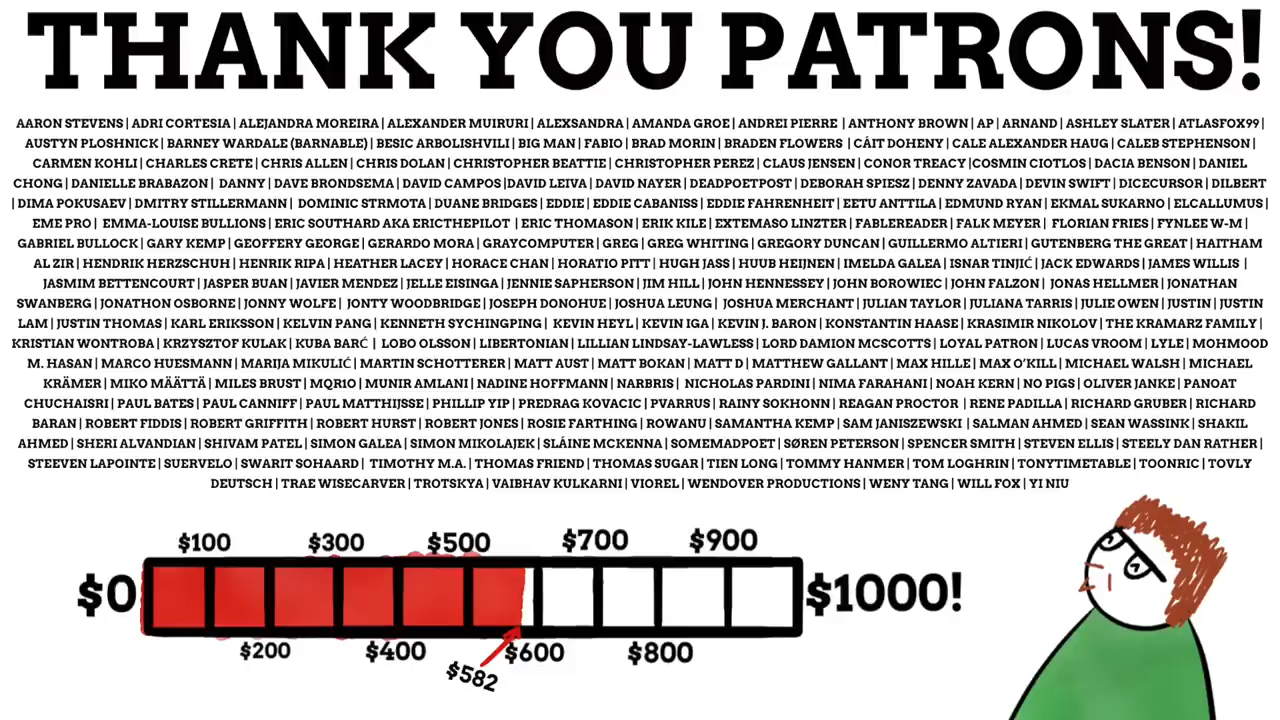 THANK YOU PATRONS!
AARON STEVENS | ADRI CORTESIA | ALEJANDRA MOREIRA | ALEXANDER MUIRURI | ALEXSANDRA | AMANDA GROE | ANDREI PIERRE | ANTHONY BROWN | AP | ARNAND | ASHLEY SLATER | ATLASFOX99 |
AUSTYN PLOSHNICK | BARNEY WARDALE (BARNABLE) | BESIC ARBOLISHVILI | BIG MAN | FABIO | BRAD MORIN | BRADEN FLOWERS | CÁIT DOHENY | CALE ALEXANDER HAUG | CALEB STEPHENSON |
CARMEN KOHLI | CHARLES CRETE | CHRIS ALLEN | CHRIS DOLAN | CHRISTOPHER BEATTIE | CHRISTOPHER PEREZ | CLAUS JENSEN | CONOR TREACY |COSMIN CIOTLOS | DACIA BENSON | DANIEL
CHONG | DANIELLE BRABAZON | DANNY | DAVE BRONDSEMA | DAVID CAMPOS |DAVID LEIVA | DAVID NAYER | DEADPOETPOST | DEBORAH SPIESZ | DENNY ZAVADA | DEVIN SWIFT | DICECURSOR | DILBERT
| DIMA POKUSAEV | DMITRY STILLERMANN | DOMINIC STRMOTA | DUANE BRIDGES | EDDIE | EDDIE CABANISS | EDDIE FAHRENHEIT | EETU ANTTILA | EDMUND RYAN | EKMAL SUKARNO | ELCALLUMUS |
EME PRO | EMMA-LOUISE BULLIONS | ERIC SOUTHARD AKA ERICTHEPILOT | ERIC THOMASON | ERIK KILE | EXTEMASO LINZTER | FABLEREADER | FALK MEYER | FLORIAN FRIES | FYNLEE W-M |
GABRIEL BULLOCK | GARY KEMP | GEOFFERY GEORGE | GERARDO MORA | GRAYCOMPUTER | GREG | GREG WHITING | GREGORY DUNCAN | GUILLERMO ALTIERI | GUTENBERG THE GREAT | HAITHAM
AL ZIR | HENDRIK HERZSCHUH | HENRIK RIPA | HEATHER LACEY | HORACE CHAN | HORATIO PITT | HUGH JASS | HUUB HEIJNEN | IMELDA GALEA | ISNAR TINJIĆ | JACK EDWARDS | JAMES WILLIS |
JASMIM BETTENCOURT | JASPER BUAN | JAVIER MENDEZ | JELLE EISINGA | JENNIE SAPHERSON | JIM HILL | JOHN HENNESSEY | JOHN BOROWIEC | JOHN FALZON | JONAS HELLMER | JONATHAN
SWANBERG | JONATHON OSBORNE | JONNY WOLFE | JONTY WOODBRIDGE | JOSEPH DONOHUE | JOSHUA LEUNG | JOSHUA MERCHANT | JULIAN TAYLOR | JULIANA TARRIS | JULIE OWEN | JUSTIN | JUSTIN
LAM | JUSTIN THOMAS | KARL ERIKSSON | KELVIN PANG | KENNETH SYCHINGPING | KEVIN HEYL | KEVIN IGA | KEVIN J. BARON | KONSTANTIN HAASE | KRASIMIR NIKOLOV | THE KRAMARZ FAMILY |
KRISTIAN WONTROBA | KRZYSZTOF KULAK | KUBA BARĆ | LOBO OLSSON | LIBERTONIAN | LILLIAN LINDSAY-LAWLESS | LORD DAMION MCSCOTTS | LOYAL PATRON | LUCAS VROOM | LYLE | MOHMOOD
M. HASAN | MARCO HUESMANN | MARIJA MIKULIĆ | MARTIN SCHOTTERER | MATT AUST | MATT BOKAN | MATT D | MATTHEW GALLANT | MAX HILLE | MAX O'KILL | MICHAEL WALSH | MICHAEL
KRÄMER | MIKO MÄÄTTÄ | MILES BRUST | MQR10 | MUNIR AMLANI | NADINE HOFFMANN | NARBRIS | NICHOLAS PARDINI | NIMA FARAHANI | NOAH KERN | NO PIGS | OLIVER JANKE | PANOAT
CHUCHAISRI | PAUL BATES | PAUL CANNIFF | PAUL MATTHIJSSE | PHILLIP YIP | PREDRAG KOVACIC | PVARRUS | RAINY SOKHONN | REAGAN PROCTOR | RENE PADILLA | RICHARD GRUBER | RICHARD
BARAN | ROBERT FIDDIS | ROBERT GRIFFITH | ROBERT HURST | ROBERT JONES | ROSIE FARTHING | ROWANU | SAMANTHA KEMP | SAM JANISZEWSKI | SALMAN AHMED | SEAN WASSINK | SHAKIL
AHMED | SHERI ALVANDIAN | SHIVAM PATEL | SIMON GALEA | SIMON MIKOLAJEK | SLÁINE MCKENNA | SOMEMADPOET | SØREN PETERSON | SPENCER SMITH | STEVEN ELLIS | STEELY DAN RATHER |
STEEVEN LAPOINTE | SUERVELO | SWARIT SOHAARD | TIMOTHY M.A. | THOMAS FRIEND | THOMAS SUGAR | TIEN LONG | TOMMY HANMER | TOM LOGHRIN | TONYTIMETABLE | TOONRIC | TOVLY
DEUTSCH | TRAE WISECARVER | TROTSKYA | VAIBHAV KULKARNI | VIOREL | WENDOVER PRODUCTIONS | WENY TANG | WILL FOX | YI NIU
$100 $300 $500 $700 $900
$0 $1000!
$200 $400 $600 $800
$582